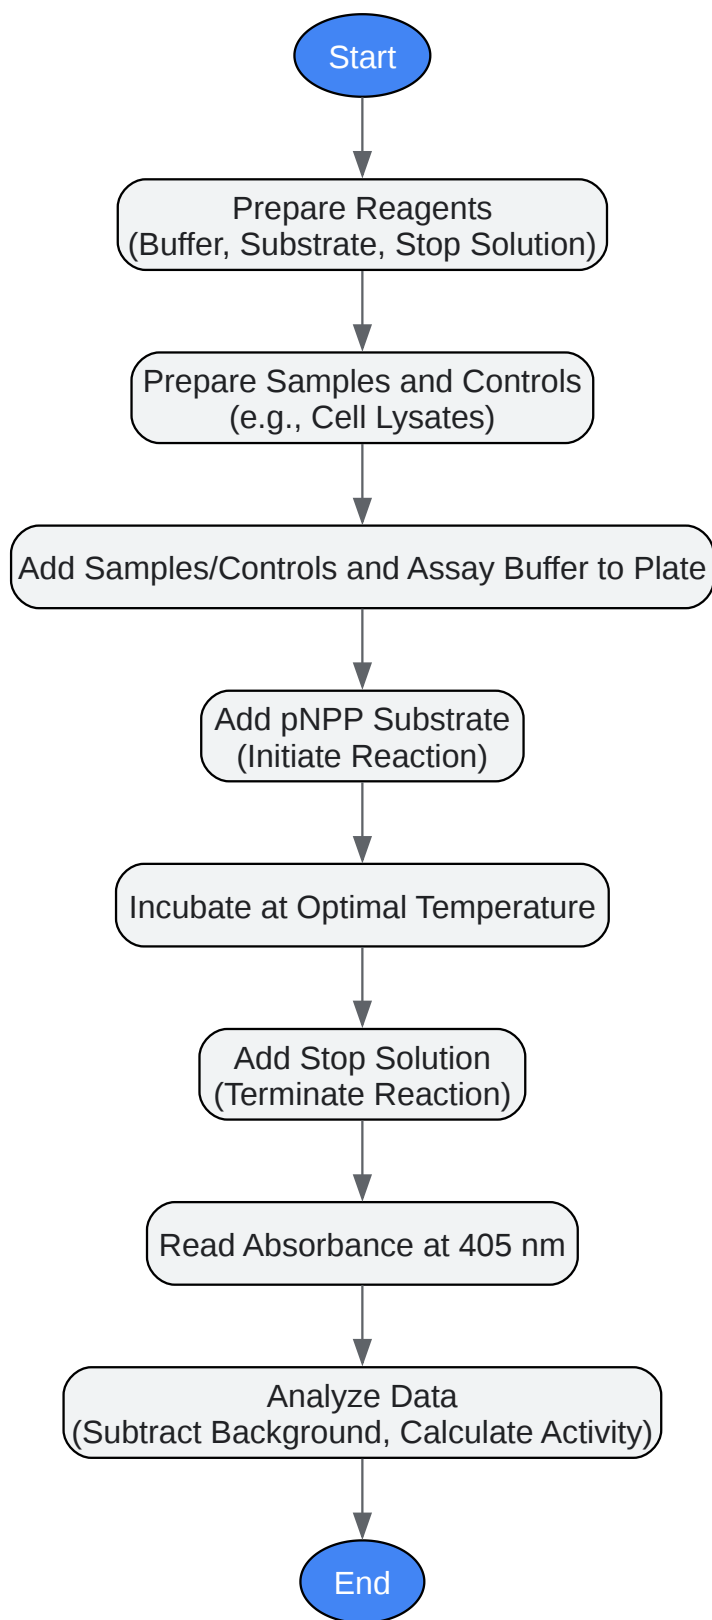 Start
Prepare Reagents
(Buffer, Substrate, Stop Solution)
Prepare Samples and Controls
(e.g., Cell Lysates)
Add Samples/Controls and Assay Buffer to Plate
Add pNPP Substrate
(Initiate Reaction)
Incubate at Optimal Temperature
Add Stop Solution
(Terminate Reaction)
Read Absorbance at 405 nm
Analyze Data
(Subtract Background, Calculate Activity)
End